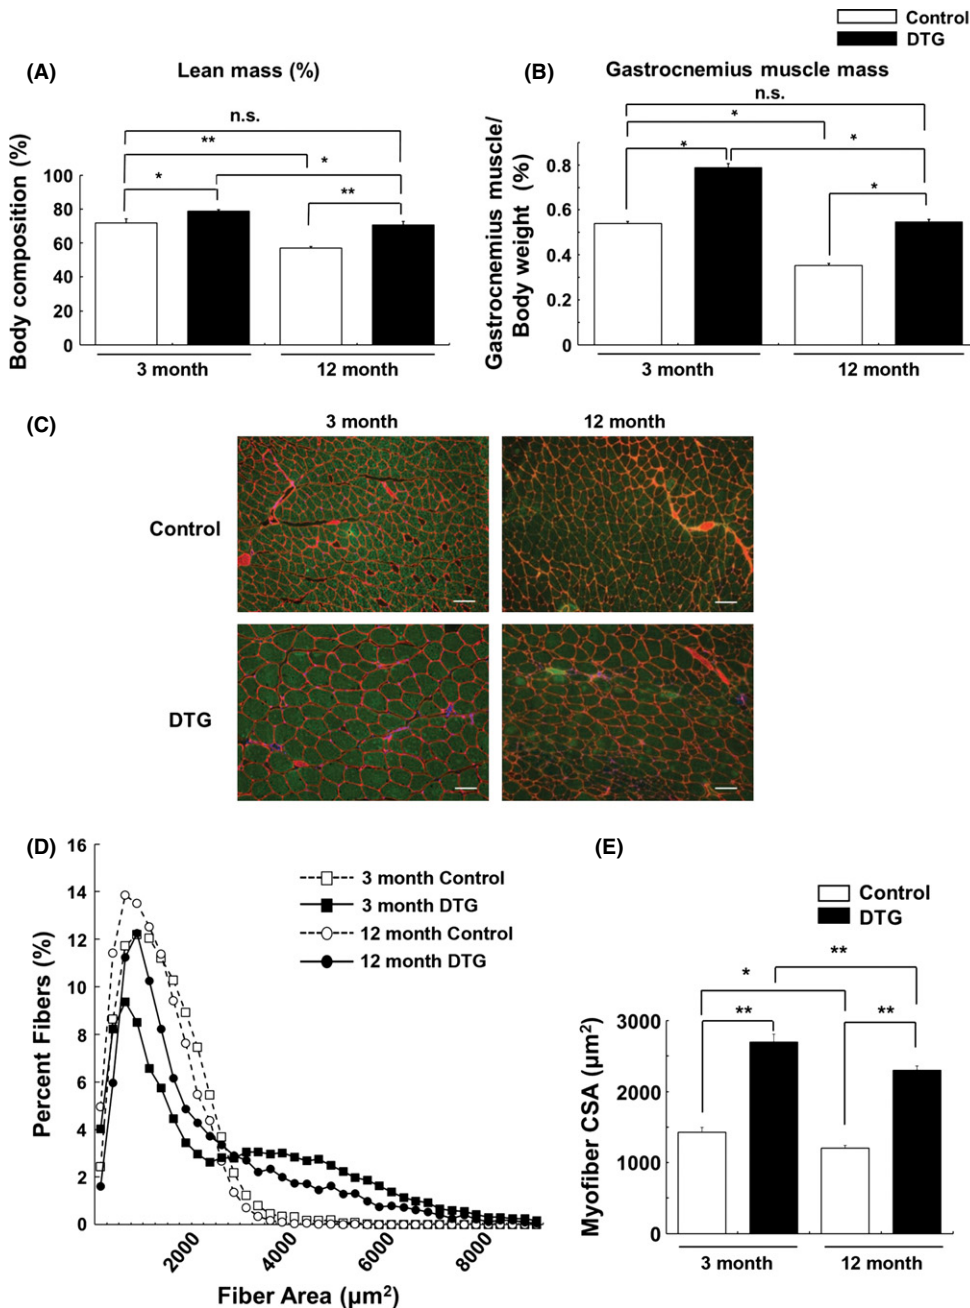 Control
DTG
(A)
Lean mass (%)
n.s.
**
*
*
**
Body composition (%)
100
80
60
40
20
0
3 month
12 month
(B)
Gastrocnemius muscle mass
n.s.
*
*
*
*
Gastrocnemius muscle/
Body weight (%)
0.8
0.6
0.4
0.2
0
3 month
12 month
(C)
3 month
12 month
Control
DTG
(D)
16
14
12
10
8
6
4
2
0
Percent Fibers (%)
3 month Control
3 month DTG
12 month Control
12 month DTG
2000
4000
6000
8000
Fiber Area (µm²)
(E)
Control
DTG
**
*
**
**
Myofiber CSA (µm²)
3000
2000
1000
0
3 month
12 month